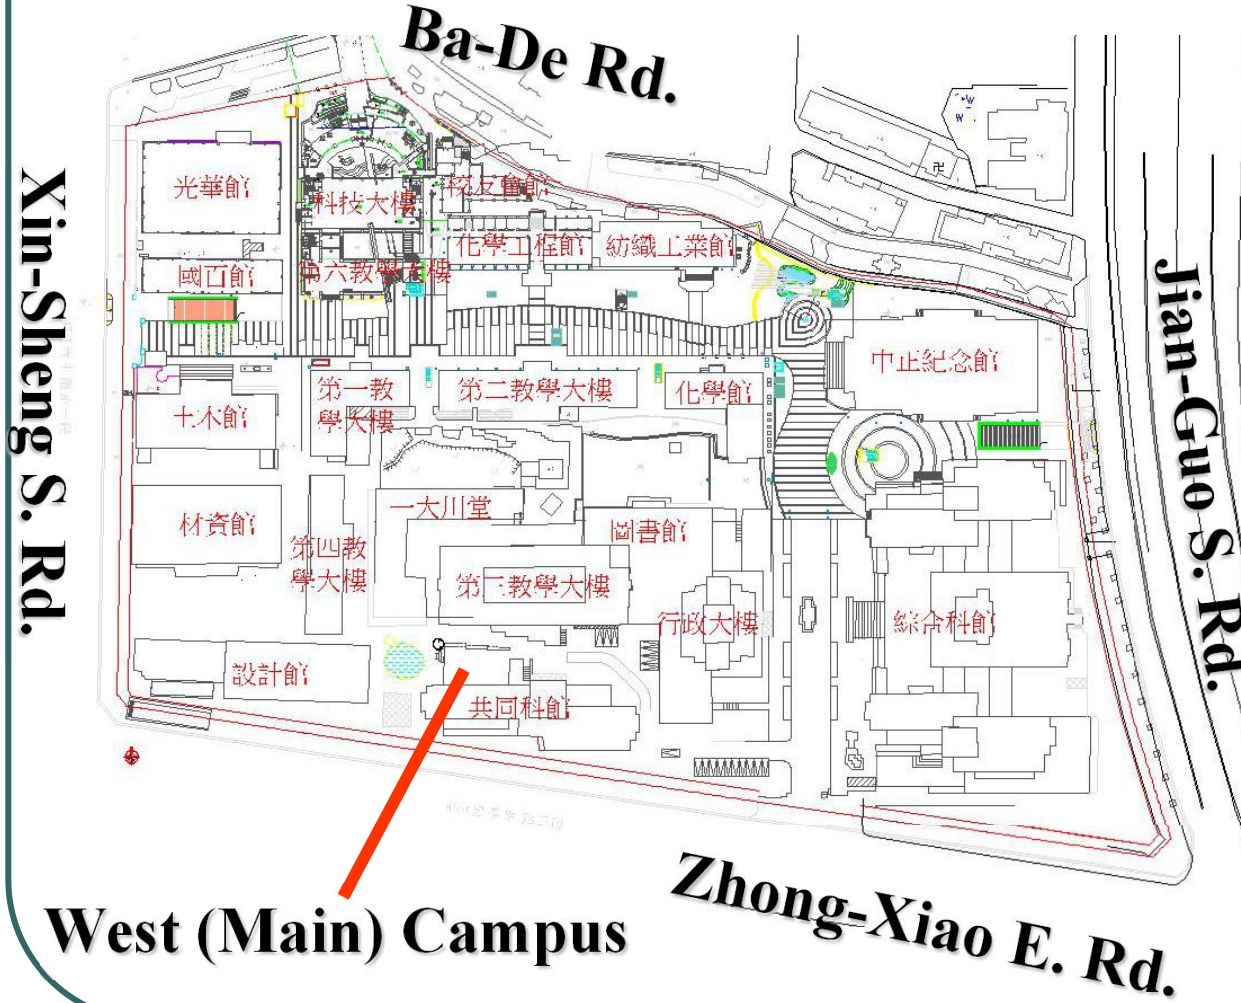 Ba-De Rd.
Xin-Sheng S. Rd.
Jian-Guo S. Rd.
光華館
科技大樓
校友會館
化學工程館
紡織工業館
國百館
第六教學大樓
中正紀念館
第一教
學大樓
第二教學大樓
化學館
土木館
材資館
第四教
學大樓
一大川堂
圖書館
第三教學大樓
行政大樓
綜合科館
設計館
共同科館
West (Main) Campus
Zhong-Xiao E. Rd.